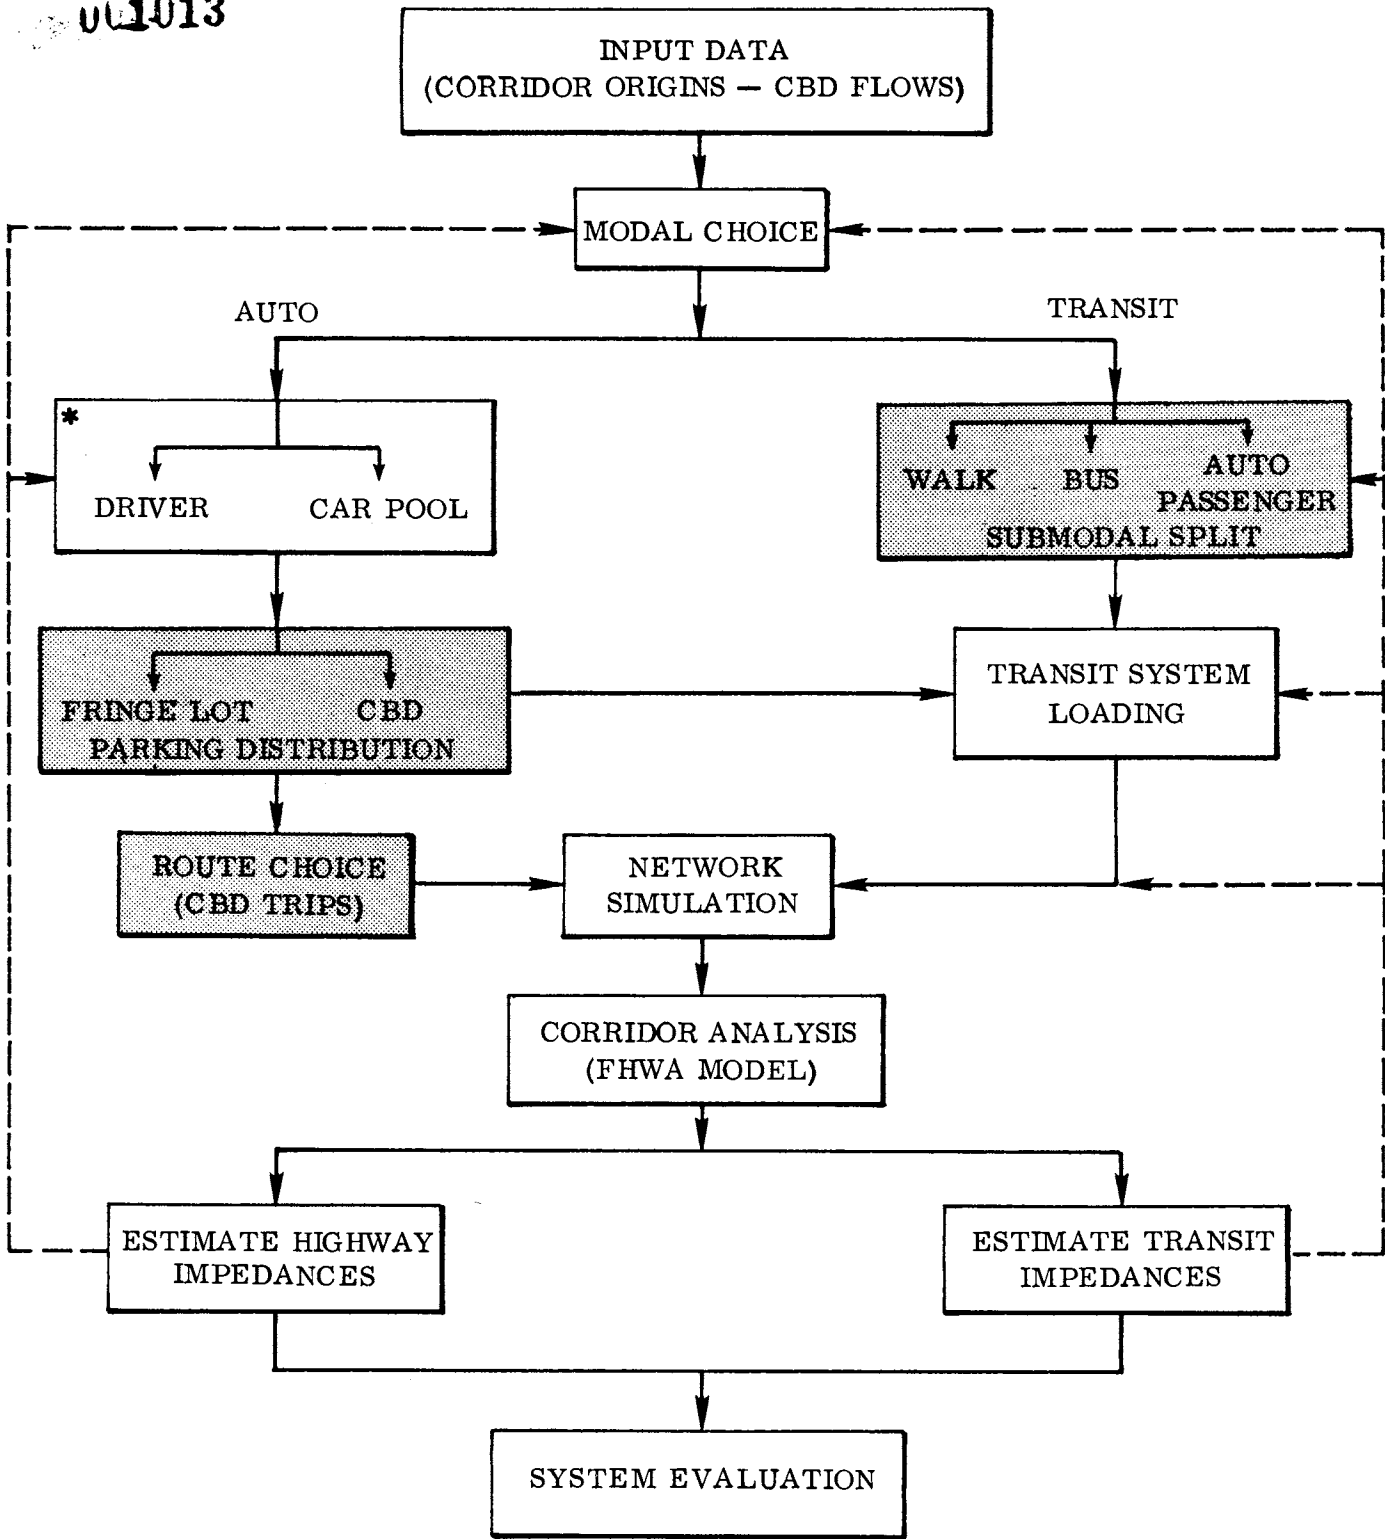 001013
INPUT DATA
(CORRIDOR ORIGINS — CBD FLOWS)
MODAL CHOICE
AUTO
TRANSIT
*
DRIVER CAR POOL
WALK BUS AUTO
PASSENGER
SUBMODAL SPLIT
FRINGE LOT CBD
PARKING DISTRIBUTION
TRANSIT SYSTEM
LOADING
ROUTE CHOICE
(CBD TRIPS)
NETWORK
SIMULATION
CORRIDOR ANALYSIS
(FHWA MODEL)
ESTIMATE HIGHWAY
IMPEDANCES
ESTIMATE TRANSIT
IMPEDANCES
SYSTEM EVALUATION